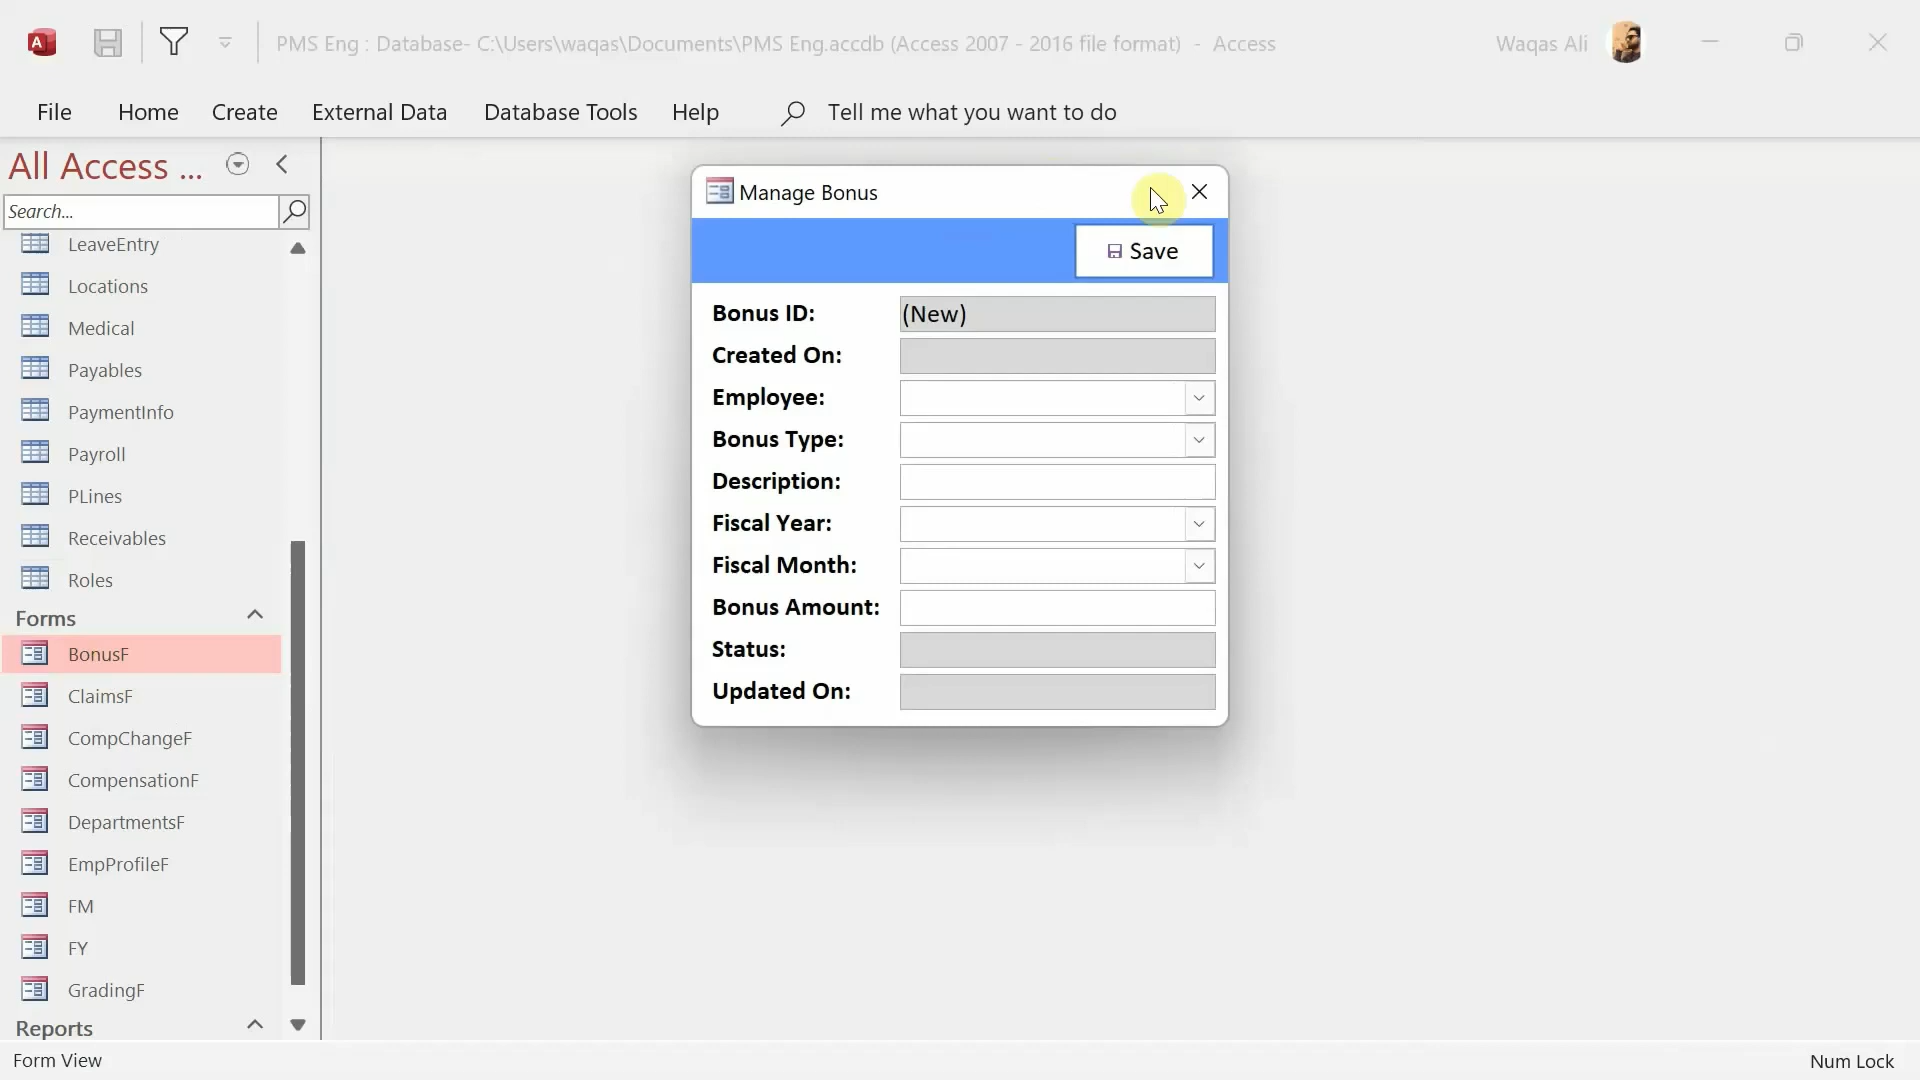 PMS Eng : Database- C:\Users\waqas\Documents\PMS Eng.accdb (Access 2007 - 2016 file format) - Access
Waqas Ali
File Home Create External Data Database Tools Help Tell me what you want to do
All Access ...
Search...
LeaveEntry
Locations
Medical
Payables
PaymentInfo
Payroll
PLines
Receivables
Roles
Forms
BonusF
ClaimsF
CompChangeF
CompensationF
DepartmentsF
EmpProfileF
FM
FY
GradingF
Reports
Manage Bonus
Save
Bonus ID: (New)
Created On:
Employee:
Bonus Type:
Description:
Fiscal Year:
Fiscal Month:
Bonus Amount:
Status:
Updated On:
Form View
Num Lock